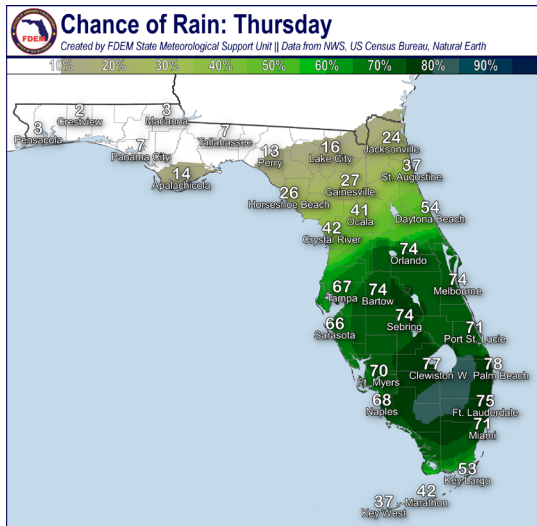 FDEM
Chance of Rain: Thursday
Created by FDEM State Meteorological Support Unit || Data from NWS, US Census Bureau, Natural Earth
10% 20% 30% 40% 50% 60% 70% 80% 90%
3
Pensacola
2
Crestview
3
Marianna
7
Panama City
7
Tallahassee
14
Apalachicola
13
Perry
16
Lake City
24
Jacksonville
37
St. Augustine
27
Gainesville
26
Horseshoe Beach
41
Ocala
54
Daytona Beach
42
Crystal River
74
Orlando
74
Melbourne
67
Tampa
74
Bartow
74
Sebring
66
Sarasota
71
Port St. Lucie
70
Ft. Myers
77
Clewiston
78
W. Palm Beach
68
Naples
75
Ft. Lauderdale
71
Miami
53
Key Largo
42
Marathon
37
Key West